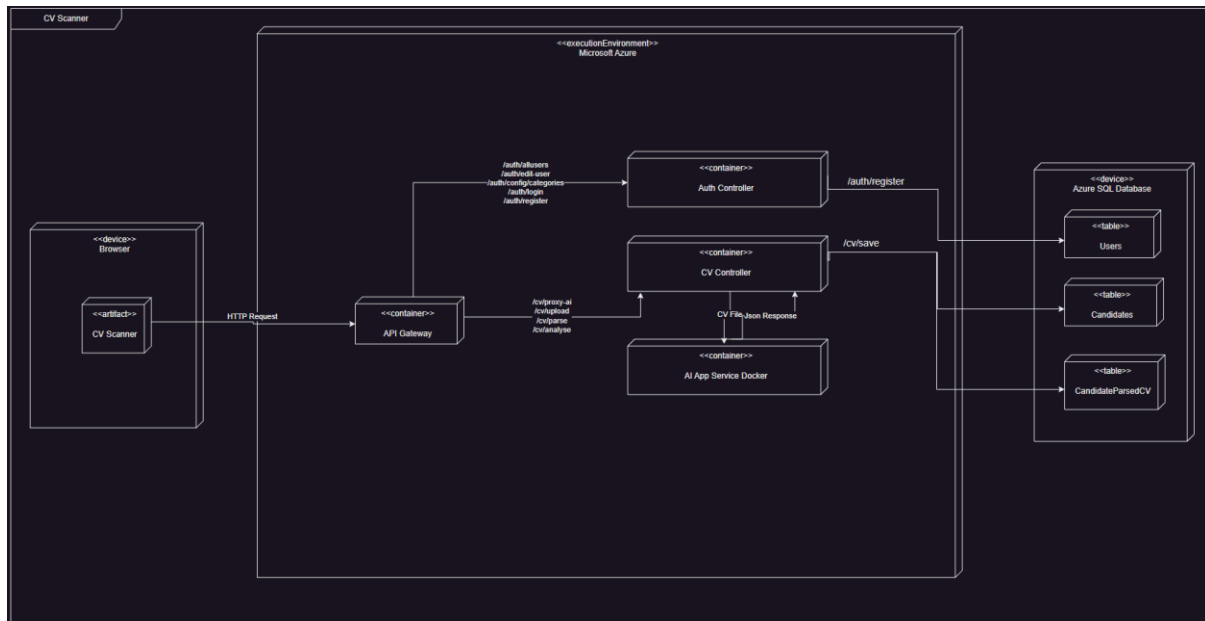 CV Scanner
<<executionEnvironment>>
Microsoft Azure
<<device>>
Browser
<<artifact>>
CV Scanner
HTTP Request
<<container>>
API Gateway
/auth/allusers
/auth/edit-user
/auth/config/categories
/auth/login
/auth/register
/cv/proxy-ai
/cv/upload
/cv/parse
/cv/analyse
<<container>>
Auth Controller
<<container>>
CV Controller
CV File
Json Response
<<container>>
AI App Service Docker
/auth/register
/cv/save
<<device>>
Azure SQL Database
<<table>>
Users
<<table>>
Candidates
<<table>>
CandidateParsedCV